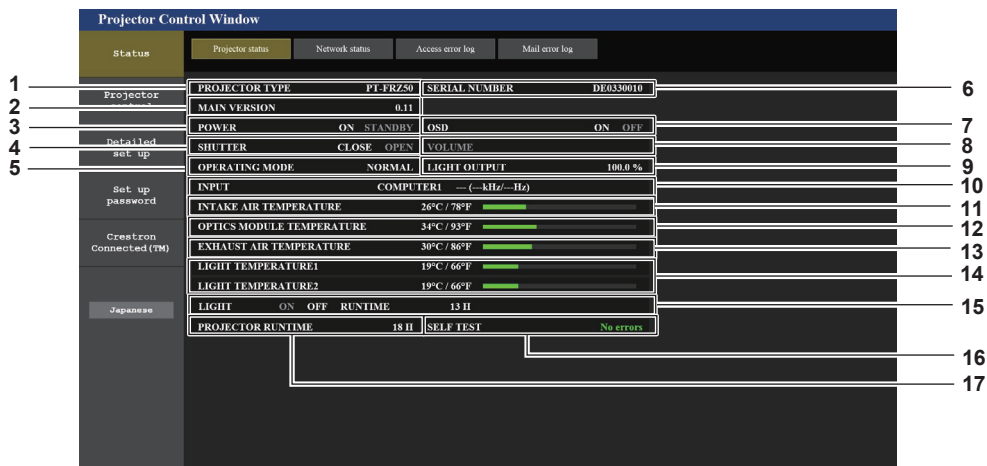 Projector Control Window
Status
Projector status
Network status
Access error log
Mail error log
Projector
Detailed
set up
Set up
password
Crestron
Connected(TM)
Japanese
1
PROJECTOR TYPE PT-FRZ50
SERIAL NUMBER DE0330010
6
2
MAIN VERSION 0.11
3
POWER ON STANDBY
OSD ON OFF
7
4
SHUTTER CLOSE OPEN
VOLUME
8
5
OPERATING MODE NORMAL
LIGHT OUTPUT 100.0 %
9
INPUT COMPUTER1 --- (---kHz/---Hz)
10
INTAKE AIR TEMPERATURE 26°C / 78°F
11
OPTICS MODULE TEMPERATURE 34°C / 93°F
12
EXHAUST AIR TEMPERATURE 30°C / 86°F
13
LIGHT TEMPERATURE1 19°C / 66°F
LIGHT TEMPERATURE2 19°C / 66°F
14
LIGHT ON OFF RUNTIME 13 H
15
PROJECTOR RUNTIME 18 H
SELF TEST No errors
16
17